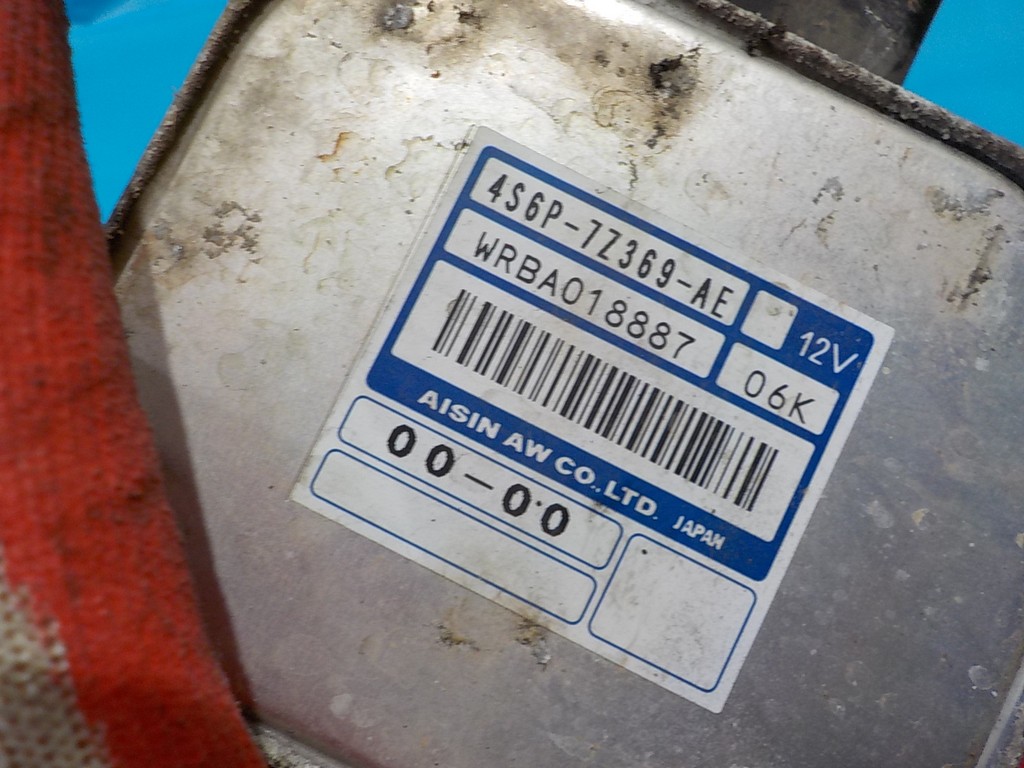 4S6P-7Z369-AE
12V
WRBA018887
06K
AISIN AW CO.,LTD. JAPAN
00-00